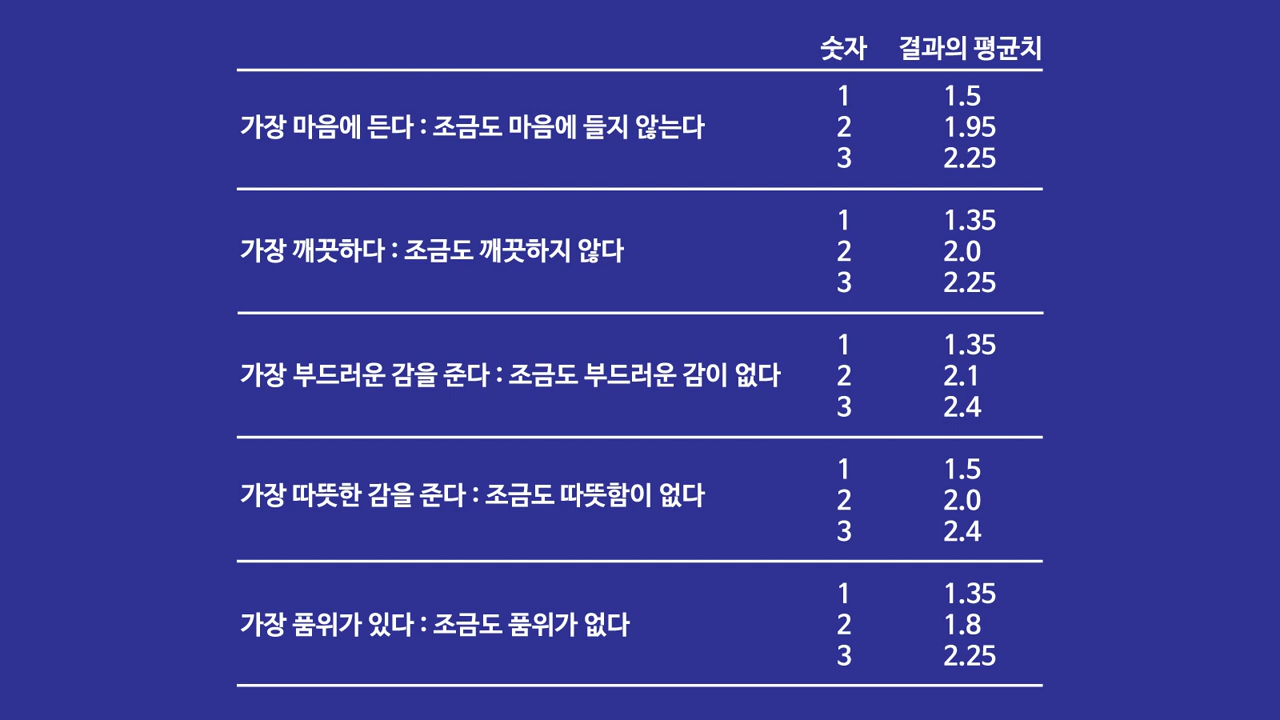 숫자 결과의 평균치
1 1.5
가장 마음에 든다 : 조금도 마음에 들지 않는다 2 1.95
3 2.25
1 1.35
가장 깨끗하다 : 조금도 깨끗하지 않다 2 2.0
3 2.25
1 1.35
가장 부드러운 감을 준다 : 조금도 부드러운 감이 없다 2 2.1
3 2.4
1 1.5
가장 따뜻한 감을 준다 : 조금도 따뜻함이 없다 2 2.0
3 2.4
1 1.35
가장 품위가 있다 : 조금도 품위가 없다 2 1.8
3 2.25